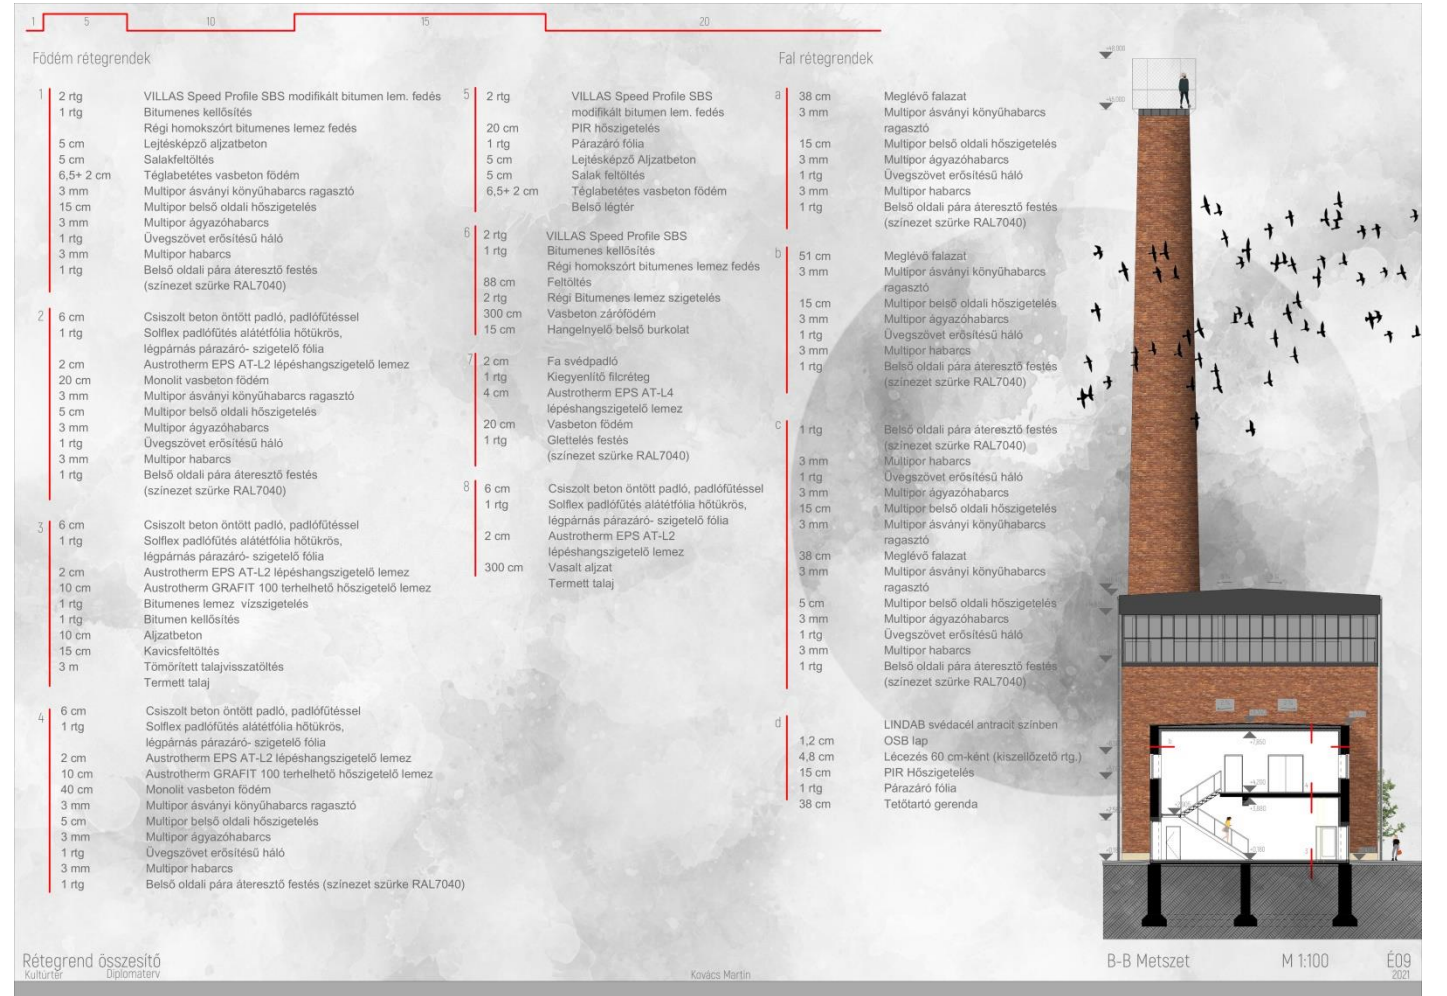 1 5 10 15 20
Födém rétegrendek
1
2 rtg VILLAS Speed Profile SBS modifikált bitumen lem. fedés
1 rtg Bitumenes kellősítés
Régi homokszórt bitumenes lemez fedés
5 cm Lejtésképző aljzatbeton
5 cm Salakfeltöltés
6,5+ 2 cm Téglabetétes vasbeton födém
3 mm Multipor ásványi könyűhabarcs ragasztó
15 cm Multipor belső oldali hőszigetelés
3 mm Multipor ágyazóhabarcs
1 rtg Üvegszövet erősítésű háló
3 mm Multipor habarcs
1 rtg Belső oldali pára áteresztő festés
(színezet szürke RAL7040)
2
6 cm Csiszolt beton öntött padló, padlófűtéssel
1 rtg Solflex padlófűtés alátétfólia hőtükrös,
légpárnás párazáró- szigetelő fólia
2 cm Austrotherm EPS AT-L2 lépéshangszigetelő lemez
20 cm Monolit vasbeton födém
3 mm Multipor ásványi könyűhabarcs ragasztó
5 cm Multipor belső oldali hőszigetelés
3 mm Multipor ágyazóhabarcs
1 rtg Üvegszövet erősítésű háló
3 mm Multipor habarcs
1 rtg Belső oldali pára áteresztő festés
(színezet szürke RAL7040)
3
6 cm Csiszolt beton öntött padló, padlófűtéssel
1 rtg Solflex padlófűtés alátétfólia hőtükrös,
légpárnás párazáró- szigetelő fólia
2 cm Austrotherm EPS AT-L2 lépéshangszigetelő lemez
10 cm Austrotherm GRAFIT 100 terhelhető hőszigetelő lemez
1 rtg Bitumenes lemez vízszigetelés
1 rtg Bitumen kellősítés
10 cm Aljzatbeton
15 cm Kavicsfeltöltés
3 m Tömörített talajvisszatöltés
Termett talaj
4
6 cm Csiszolt beton öntött padló, padlófűtéssel
1 rtg Solflex padlófűtés alátétfólia hőtükrös,
légpárnás párazáró- szigetelő fólia
2 cm Austrotherm EPS AT-L2 lépéshangszigetelő lemez
10 cm Austrotherm GRAFIT 100 terhelhető hőszigetelő lemez
40 cm Monolit vasbeton födém
3 mm Multipor ásványi könyűhabarcs ragasztó
5 cm Multipor belső oldali hőszigetelés
3 mm Multipor ágyazóhabarcs
1 rtg Üvegszövet erősítésű háló
3 mm Multipor habarcs
1 rtg Belső oldali pára áteresztő festés (színezet szürke RAL7040)
5
2 rtg VILLAS Speed Profile SBS
modifikált bitumen lem. fedés
20 cm PIR hőszigetelés
1 rtg Párazáró fólia
5 cm Lejtésképző Aljzatbeton
5 cm Salak feltöltés
6,5+ 2 cm Téglabetétes vasbeton födém
Belső légtér
6
2 rtg VILLAS Speed Profile SBS
1 rtg Bitumenes kellősítés
Régi homokszórt bitumenes lemez fedés
88 cm Feltöltés
2 rtg Régi Bitumenes lemez szigetelés
300 cm Vasbeton zárófödém
15 cm Hangelnyelő belső burkolat
7
2 cm Fa svédpadló
1 rtg Kiegyenlítő filcréteg
4 cm Austrotherm EPS AT-L4
lépéshangszigetelő lemez
20 cm Vasbeton födém
1 rtg Glettelés festés
(színezet szürke RAL7040)
8
6 cm Csiszolt beton öntött padló, padlófűtéssel
1 rtg Solflex padlófűtés alátétfólia hőtükrös,
légpárnás párazáró- szigetelő fólia
2 cm Austrotherm EPS AT-L2
lépéshangszigetelő lemez
300 cm Vasalt aljzat
Termett talaj
Fal rétegrendek
a
38 cm Meglévő falazat
3 mm Multipor ásványi könyűhabarcs
ragasztó
15 cm Multipor belső oldali hőszigetelés
3 mm Multipor ágyazóhabarcs
1 rtg Üvegszövet erősítésű háló
3 mm Multipor habarcs
1 rtg Belső oldali pára áteresztő festés
(színezet szürke RAL7040)
b
51 cm Meglévő falazat
3 mm Multipor ásványi könyűhabarcs
ragasztó
15 cm Multipor belső oldali hőszigetelés
3 mm Multipor ágyazóhabarcs
1 rtg Üvegszövet erősítésű háló
3 mm Multipor habarcs
1 rtg Belső oldali pára áteresztő festés
(színezet szürke RAL7040)
c
1 rtg Belső oldali pára áteresztő festés
(színezet szürke RAL7040)
3 mm Multipor habarcs
1 rtg Üvegszövet erősítésű háló
3 mm Multipor ágyazóhabarcs
15 cm Multipor belső oldali hőszigetelés
3 mm Multipor ásványi könyűhabarcs
ragasztó
38 cm Meglévő falazat
3 mm Multipor ásványi könyűhabarcs
ragasztó
5 cm Multipor belső oldali hőszigetelés
3 mm Multipor ágyazóhabarcs
1 rtg Üvegszövet erősítésű háló
3 mm Multipor habarcs
1 rtg Belső oldali pára áteresztő festés
(színezet szürke RAL7040)
d
LINDAB svédacél antracit színben
1,2 cm OSB lap
4,8 cm Lécezés 60 cm-ként (kiszellőzető rtg.)
15 cm PIR Hőszigetelés
1 rtg Párazáró fólia
38 cm Tetőtartó gerenda
Rétegrend összesítő
Kultúrtér Diplomaterv
Kovács Martin
B-B Metszet M 1:100 É09
2021